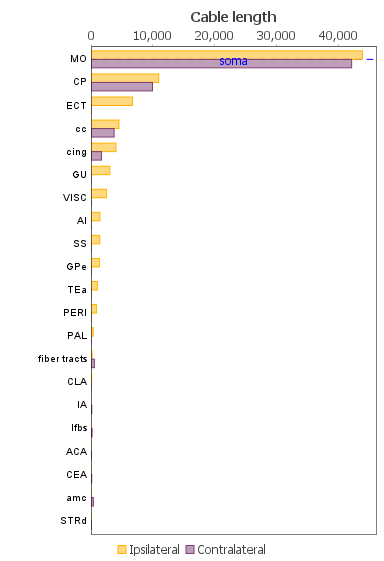 Cable length
0 10,000 20,000 30,000 40,000
MO
soma
CP
ECT
cc
cing
GU
VISC
AI
SS
GPe
TEa
PERI
PAL
fiber tracts
CLA
IA
lfbs
ACA
CEA
amc
STRd
Ipsilateral Contralateral